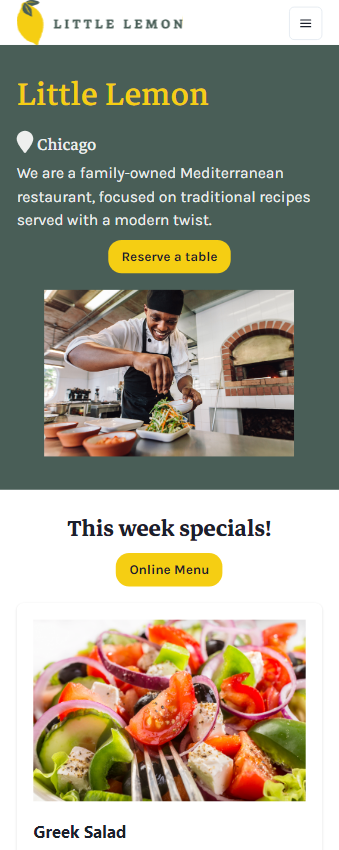 LITTLE LEMON
Little Lemon
Chicago
We are a family-owned Mediterranean
restaurant, focused on traditional recipes
served with a modern twist.
Reserve a table
This week specials!
Online Menu
Greek Salad